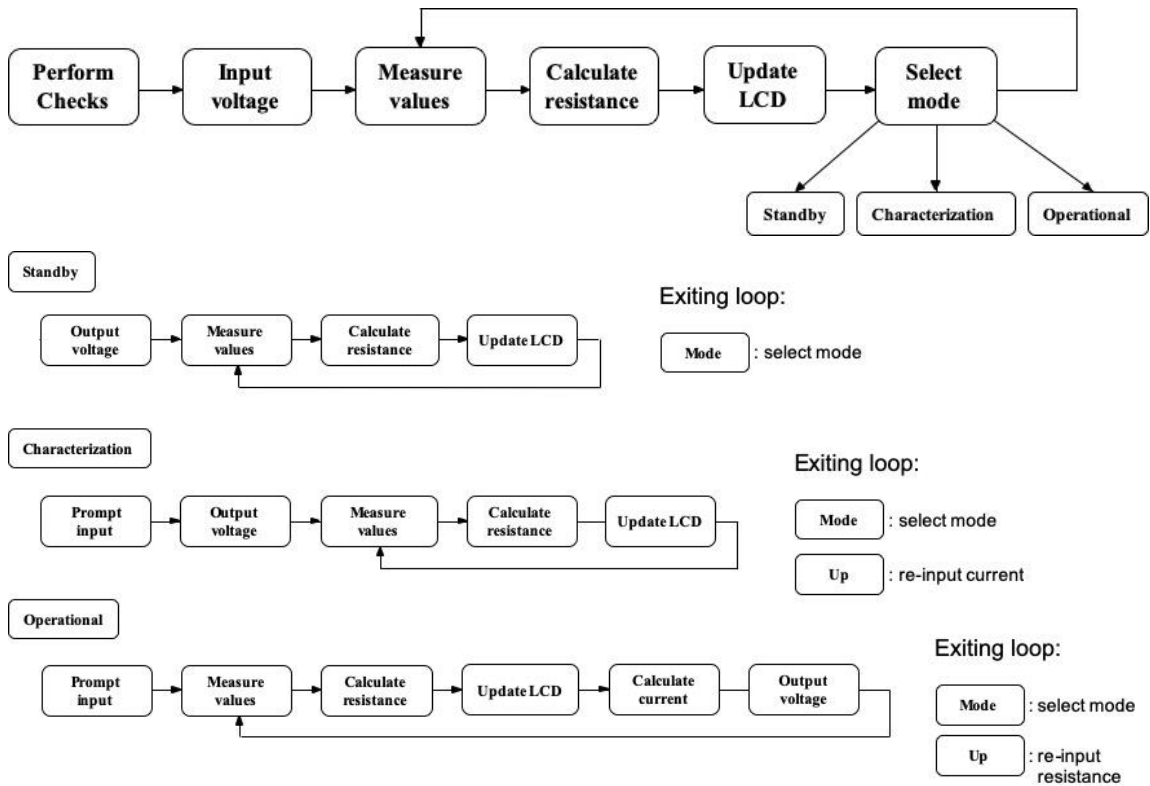 Perform
Checks
Input
voltage
Measure
values
Calculate
resistance
Update
LCD
Select
mode
Standby
Characterization
Operational
Standby
Output
voltage
Measure
values
Calculate
resistance
Update LCD
Exiting loop:
Mode : select mode
Characterization
Prompt
input
Output
voltage
Measure
values
Calculate
resistance
Update LCD
Exiting loop:
Mode : select mode
Up : re-input current
Operational
Prompt
input
Measure
values
Calculate
resistance
Update LCD
Calculate
current
Output
voltage
Exiting loop:
Mode : select mode
Up : re-input
resistance